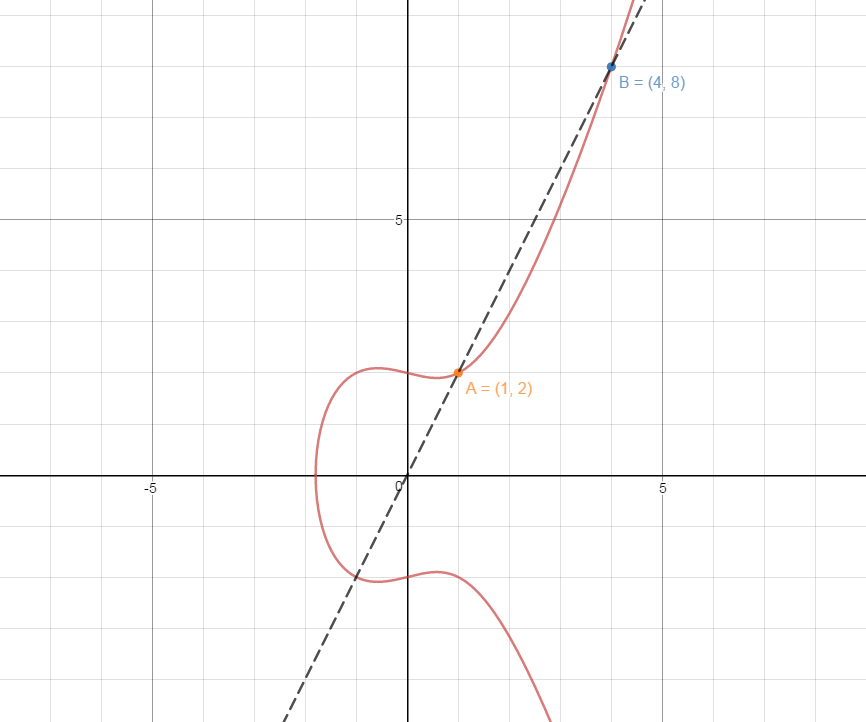 B = (4, 8)
5
A = (1, 2)
-5
0
5